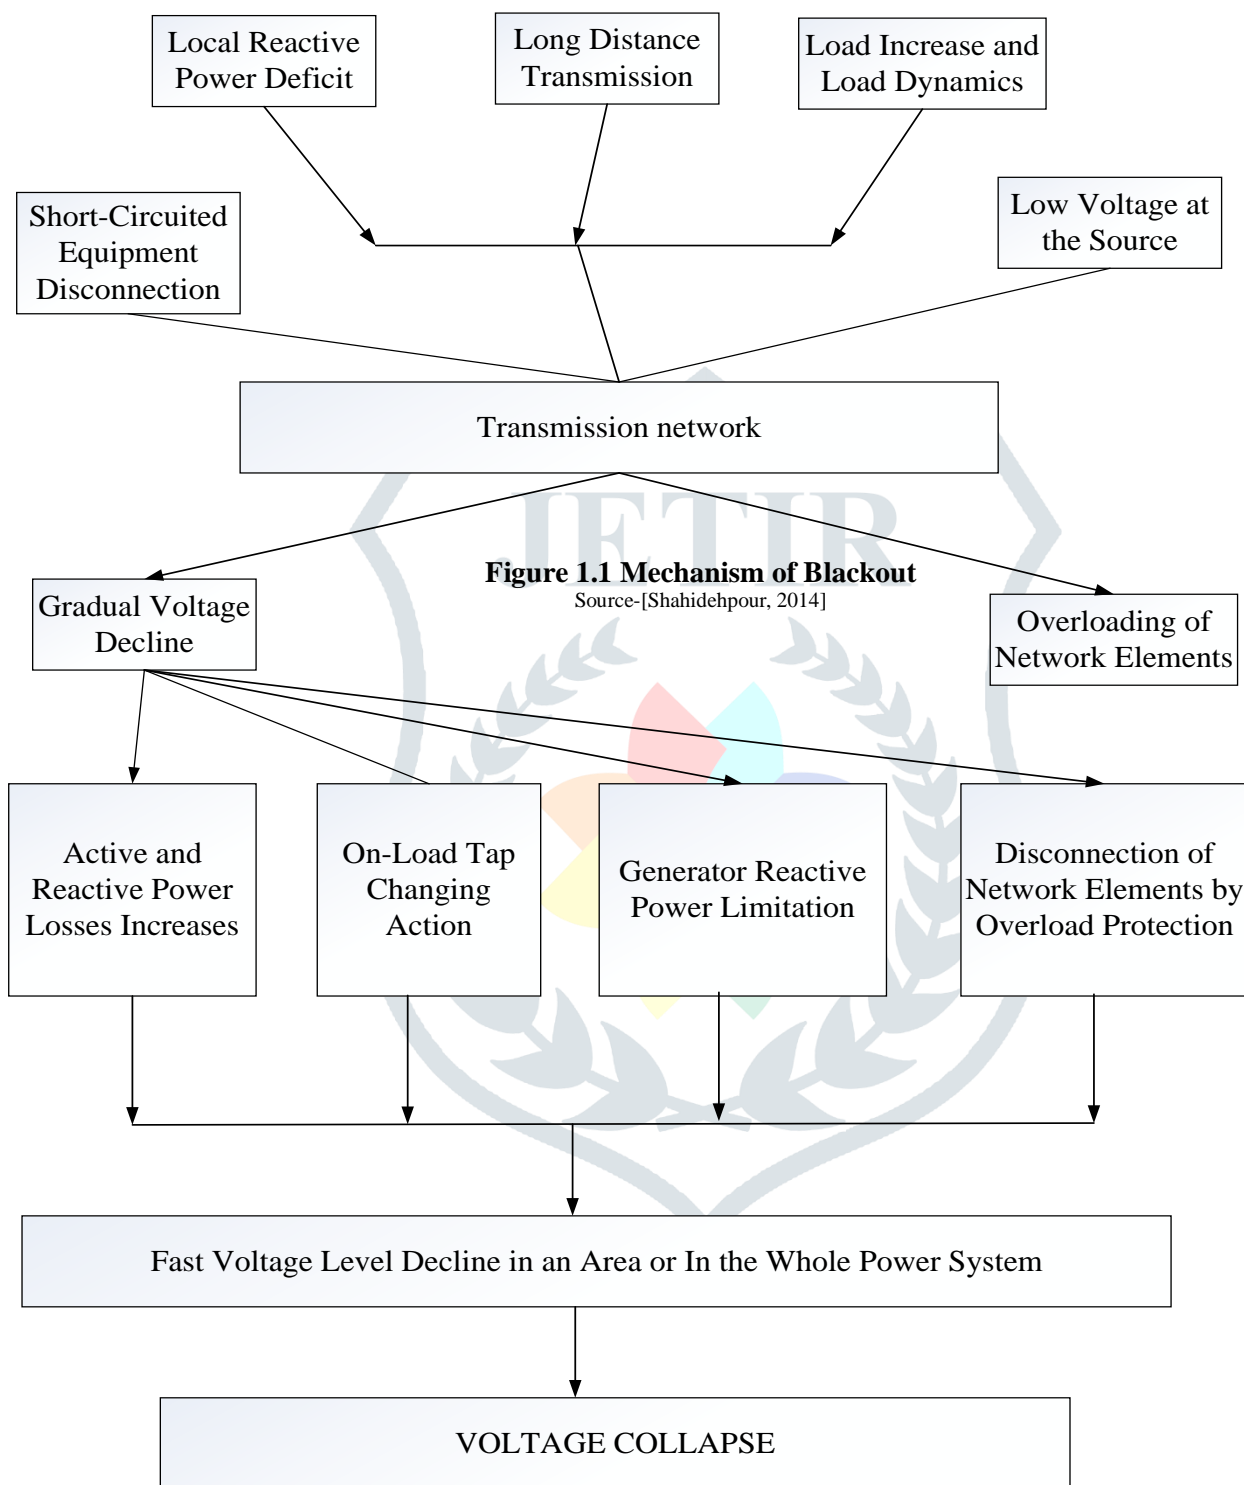 Local Reactive
Power Deficit
Long Distance
Transmission
Load Increase and
Load Dynamics
Short-Circuited
Equipment
Disconnection
Low Voltage at
the Source
Transmission network
JETIR
Figure 1.1 Mechanism of Blackout
Source-[Shahidehpour, 2014]
Gradual Voltage
Decline
Overloading of
Network Elements
Active and
Reactive Power
Losses Increases
On-Load Tap
Changing
Action
Generator Reactive
Power Limitation
Disconnection of
Network Elements by
Overload Protection
Fast Voltage Level Decline in an Area or In the Whole Power System
VOLTAGE COLLAPSE